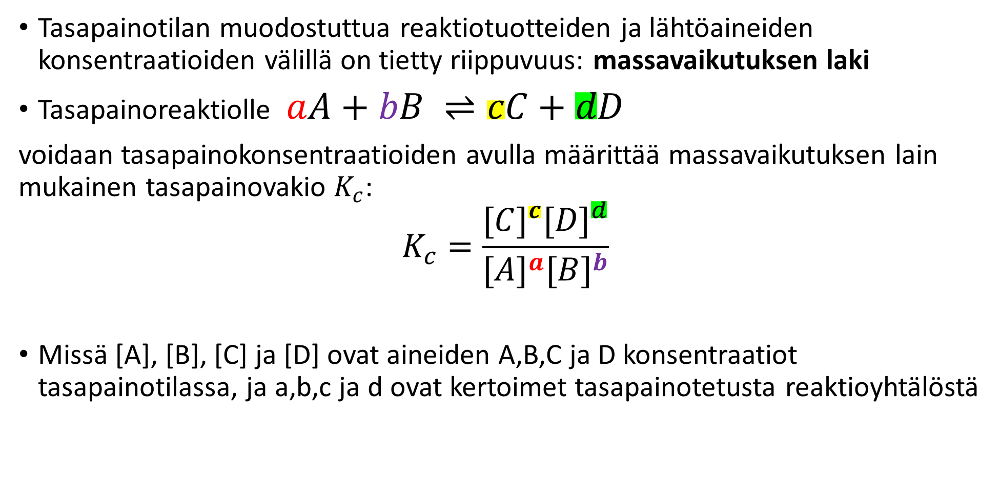 • Tasapainotilan muodostuttua reaktiotuotteiden ja lähtöaineiden
konsentraatioiden välillä on tietty riippuvuus: massavaikutuksen laki
• Tasapainoreaktiolle aA + bB ⇌ cC + dD
voidaan tasapainokonsentraatioiden avulla määrittää massavaikutuksen lain
mukainen tasapainovakio K_c:
K_c = \frac{[C]^c[D]^d}{[A]^a[B]^b}
• Missä [A], [B], [C] ja [D] ovat aineiden A,B,C ja D konsentraatiot
tasapainotilassa, ja a,b,c ja d ovat kertoimet tasapainotetusta reaktioyhtälöstä